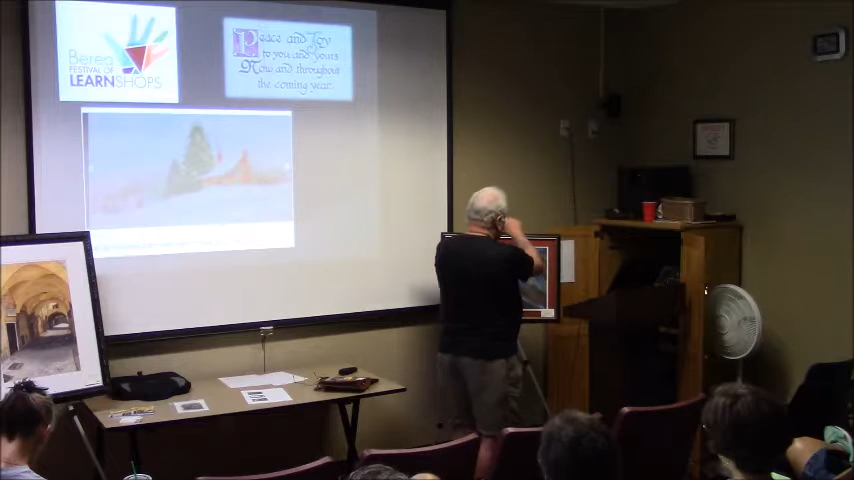 Berea
FESTIVAL OF
LEARNSHOPS
Peace and Joy
to you and yours
Now and throughout
the coming year.